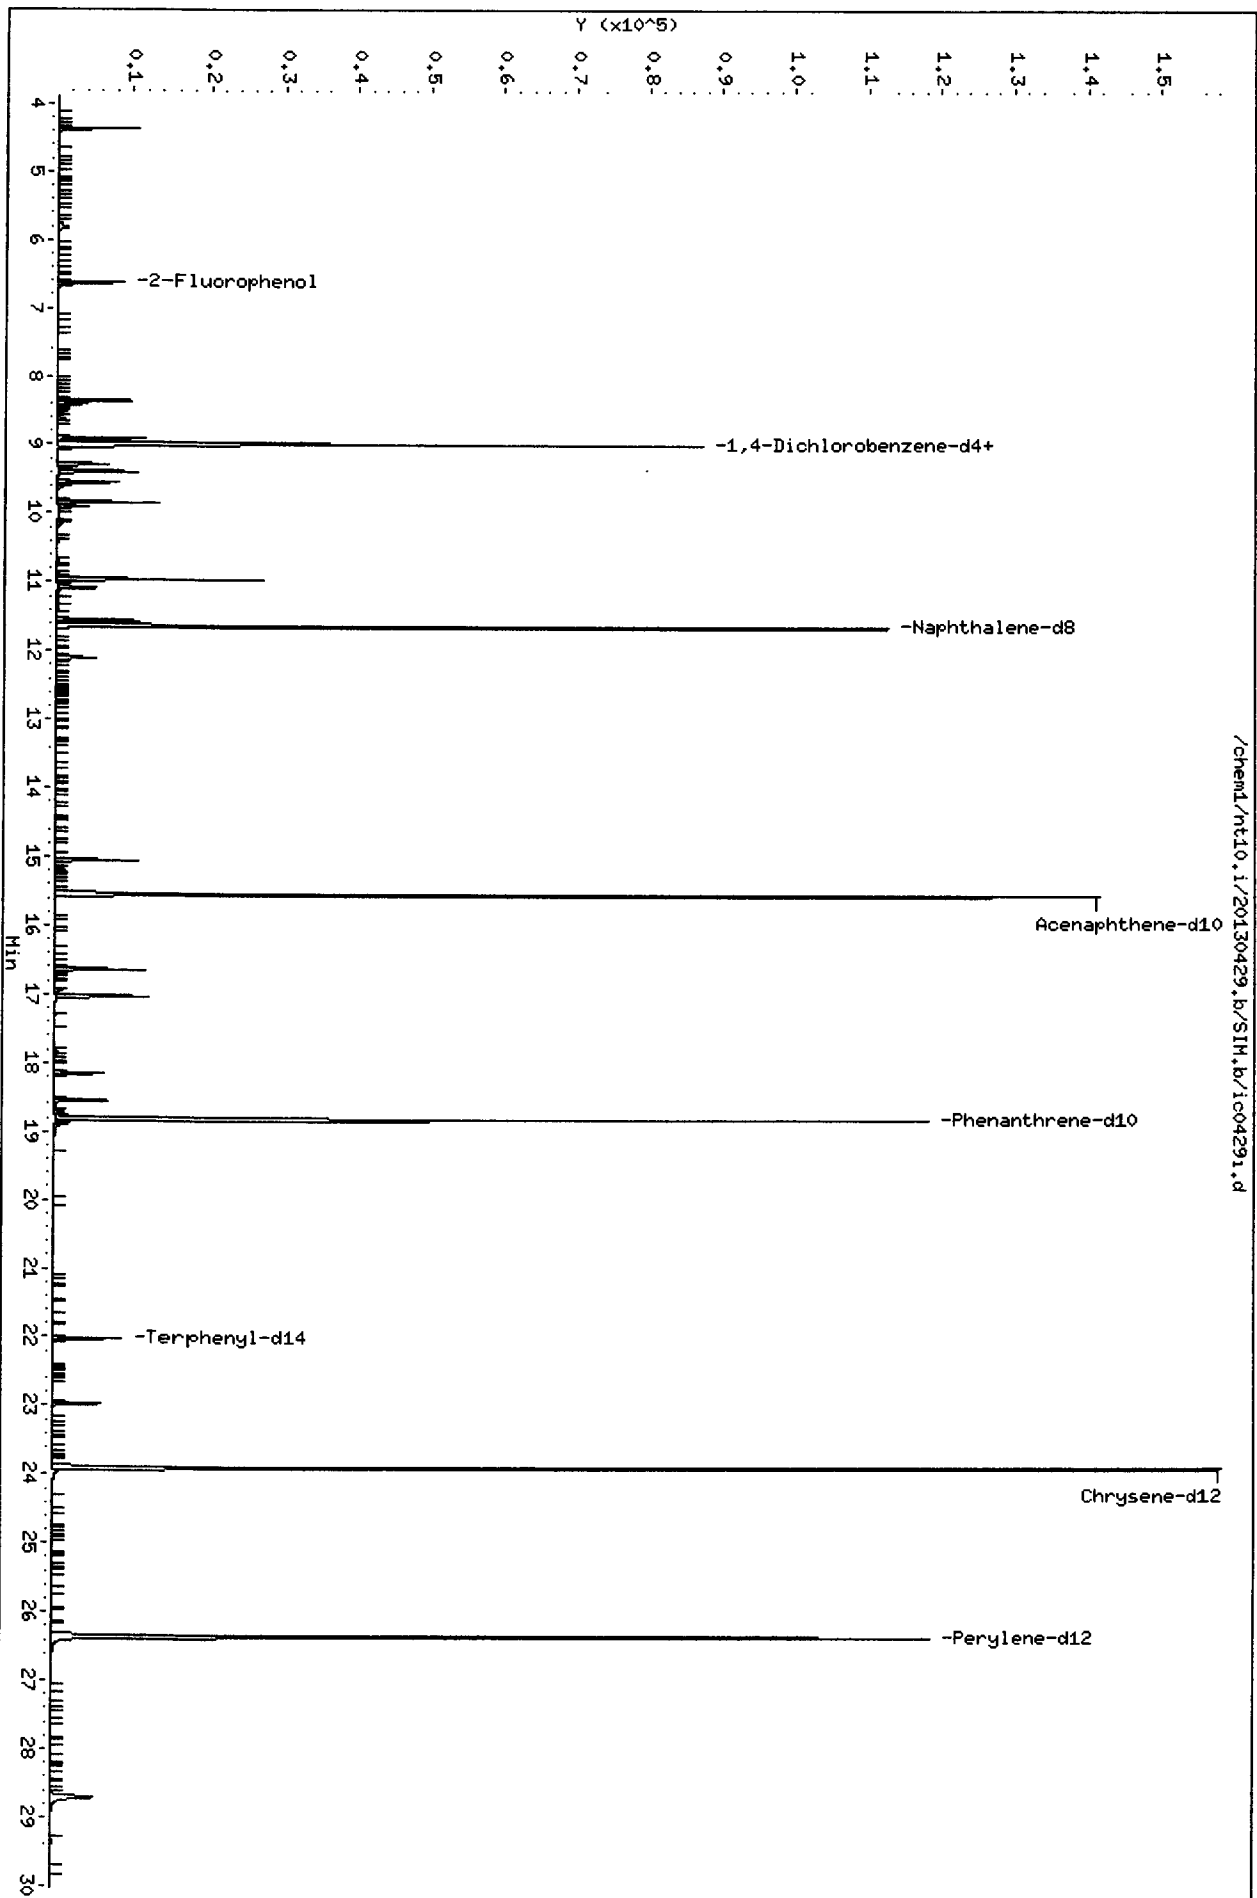 /chem1/nt10.i/20130429.b/SIM.b/ic0429i.d
Y (x10^5)
1.5
1.4
1.3
1.2
1.1
1.0
0.9
0.8
0.7
0.6
0.5
0.4
0.3
0.2
0.1
-2-Fluorophenol
-1,4-Dichlorobenzene-d4+
-Naphthalene-d8
Acenaphthene-d10
-Phenanthrene-d10
-Terphenyl-d14
Chrysene-d12
-Perylene-d12
4 5 6 7 8 9 10 11 12 13 14 15 16 17 18 19 20 21 22 23 24 25 26 27 28 29 30
Min